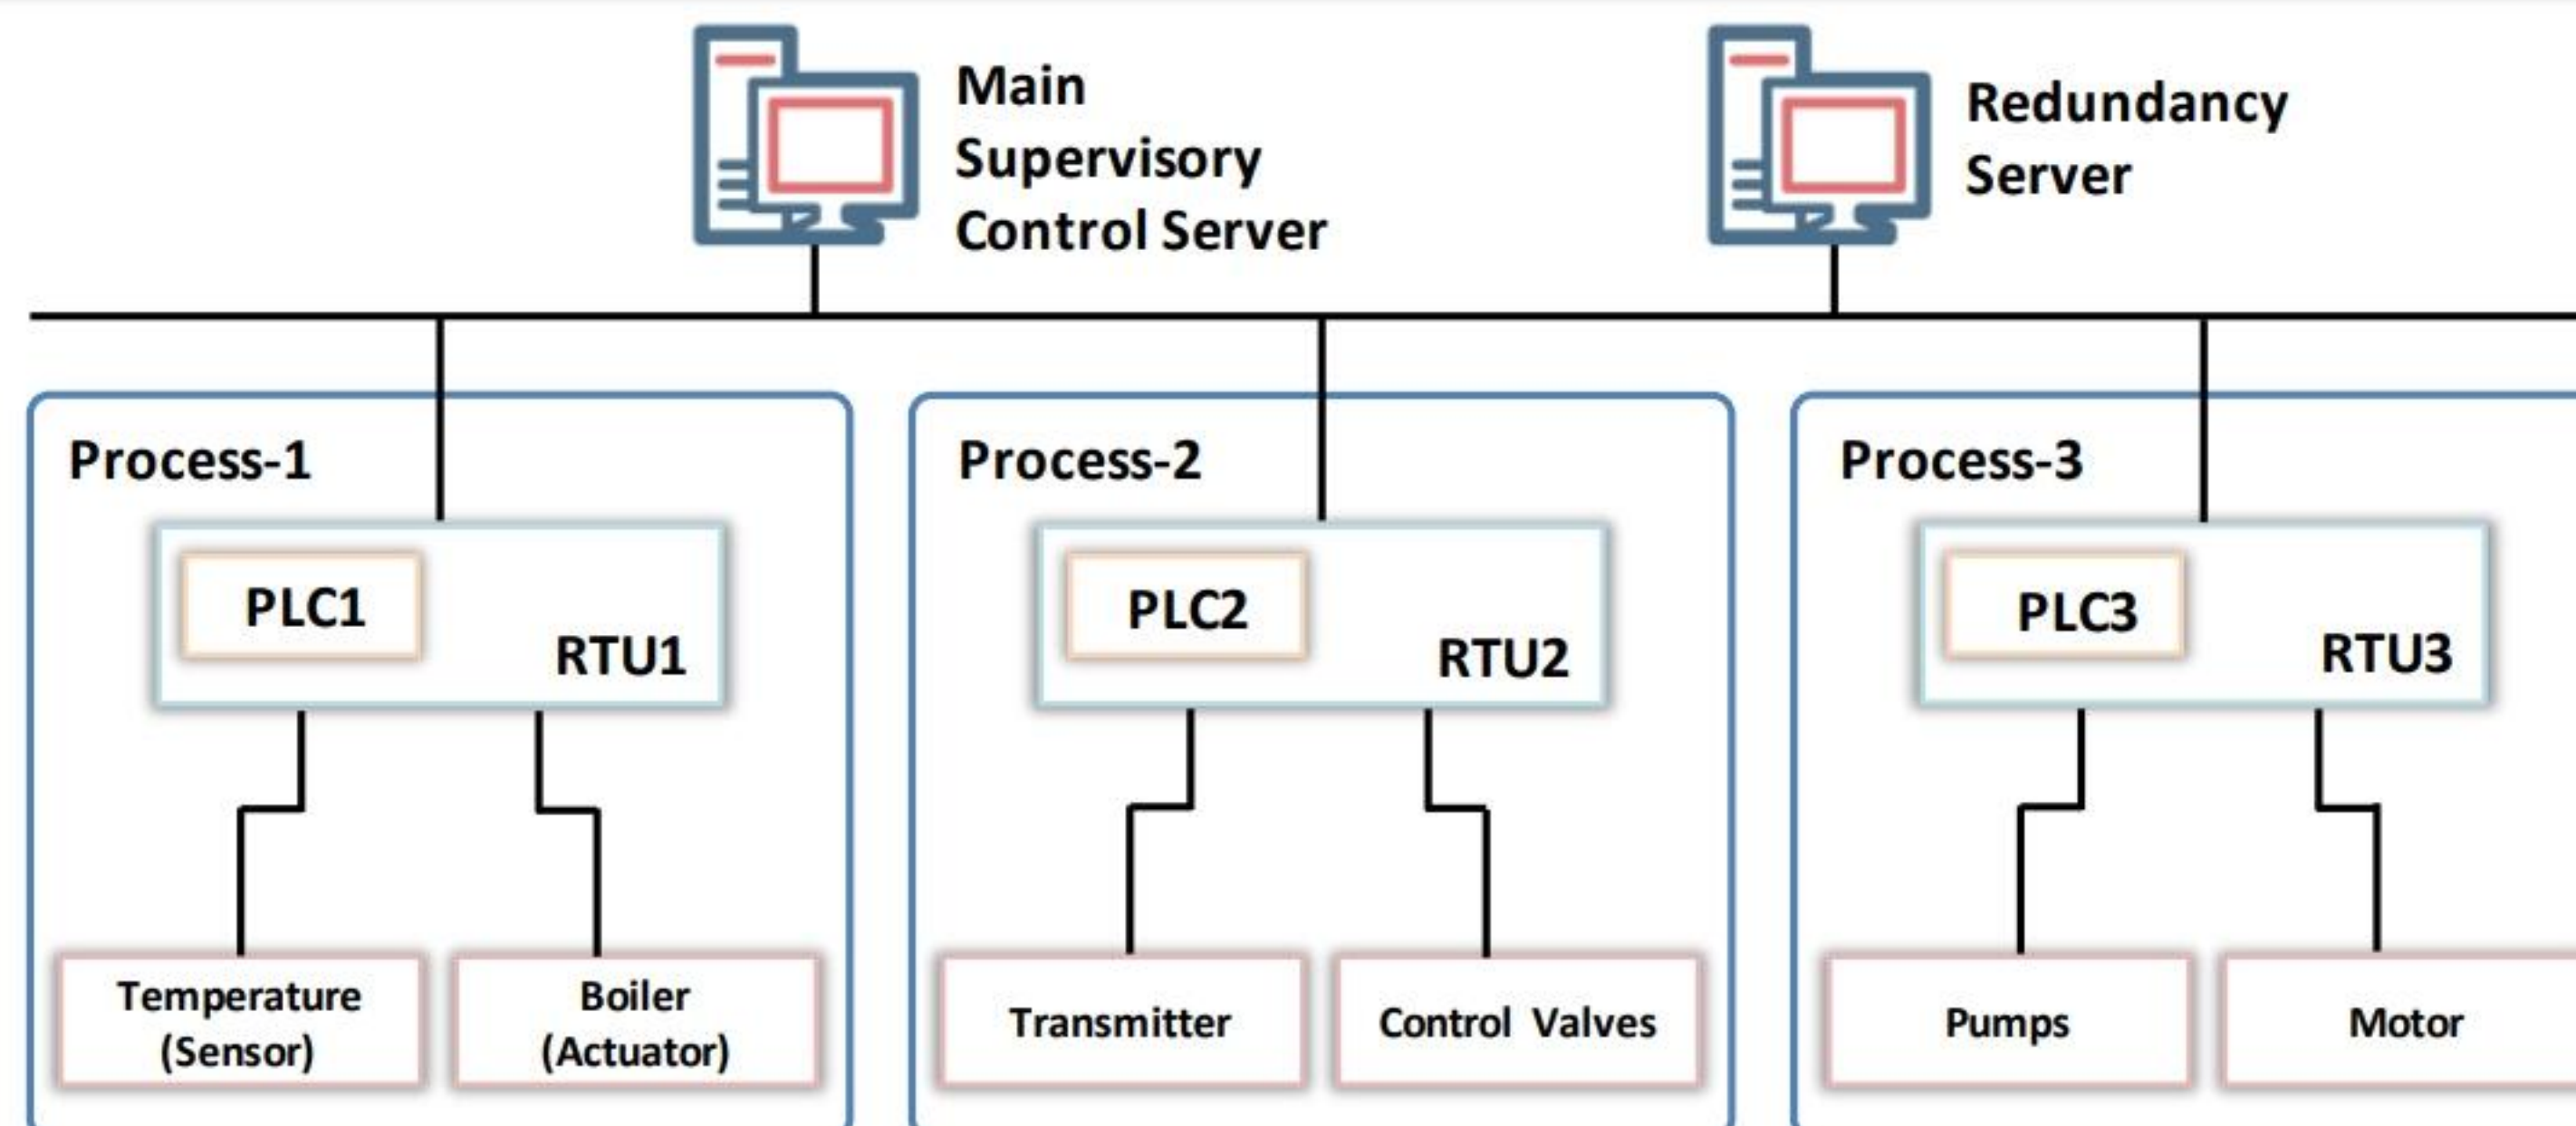 Main
Supervisory
Control Server
Redundancy
Server
Process-1
PLC1
RTU1
Temperature
(Sensor)
Boiler
(Actuator)
Process-2
PLC2
RTU2
Transmitter
Control Valves
Process-3
PLC3
RTU3
Pumps
Motor